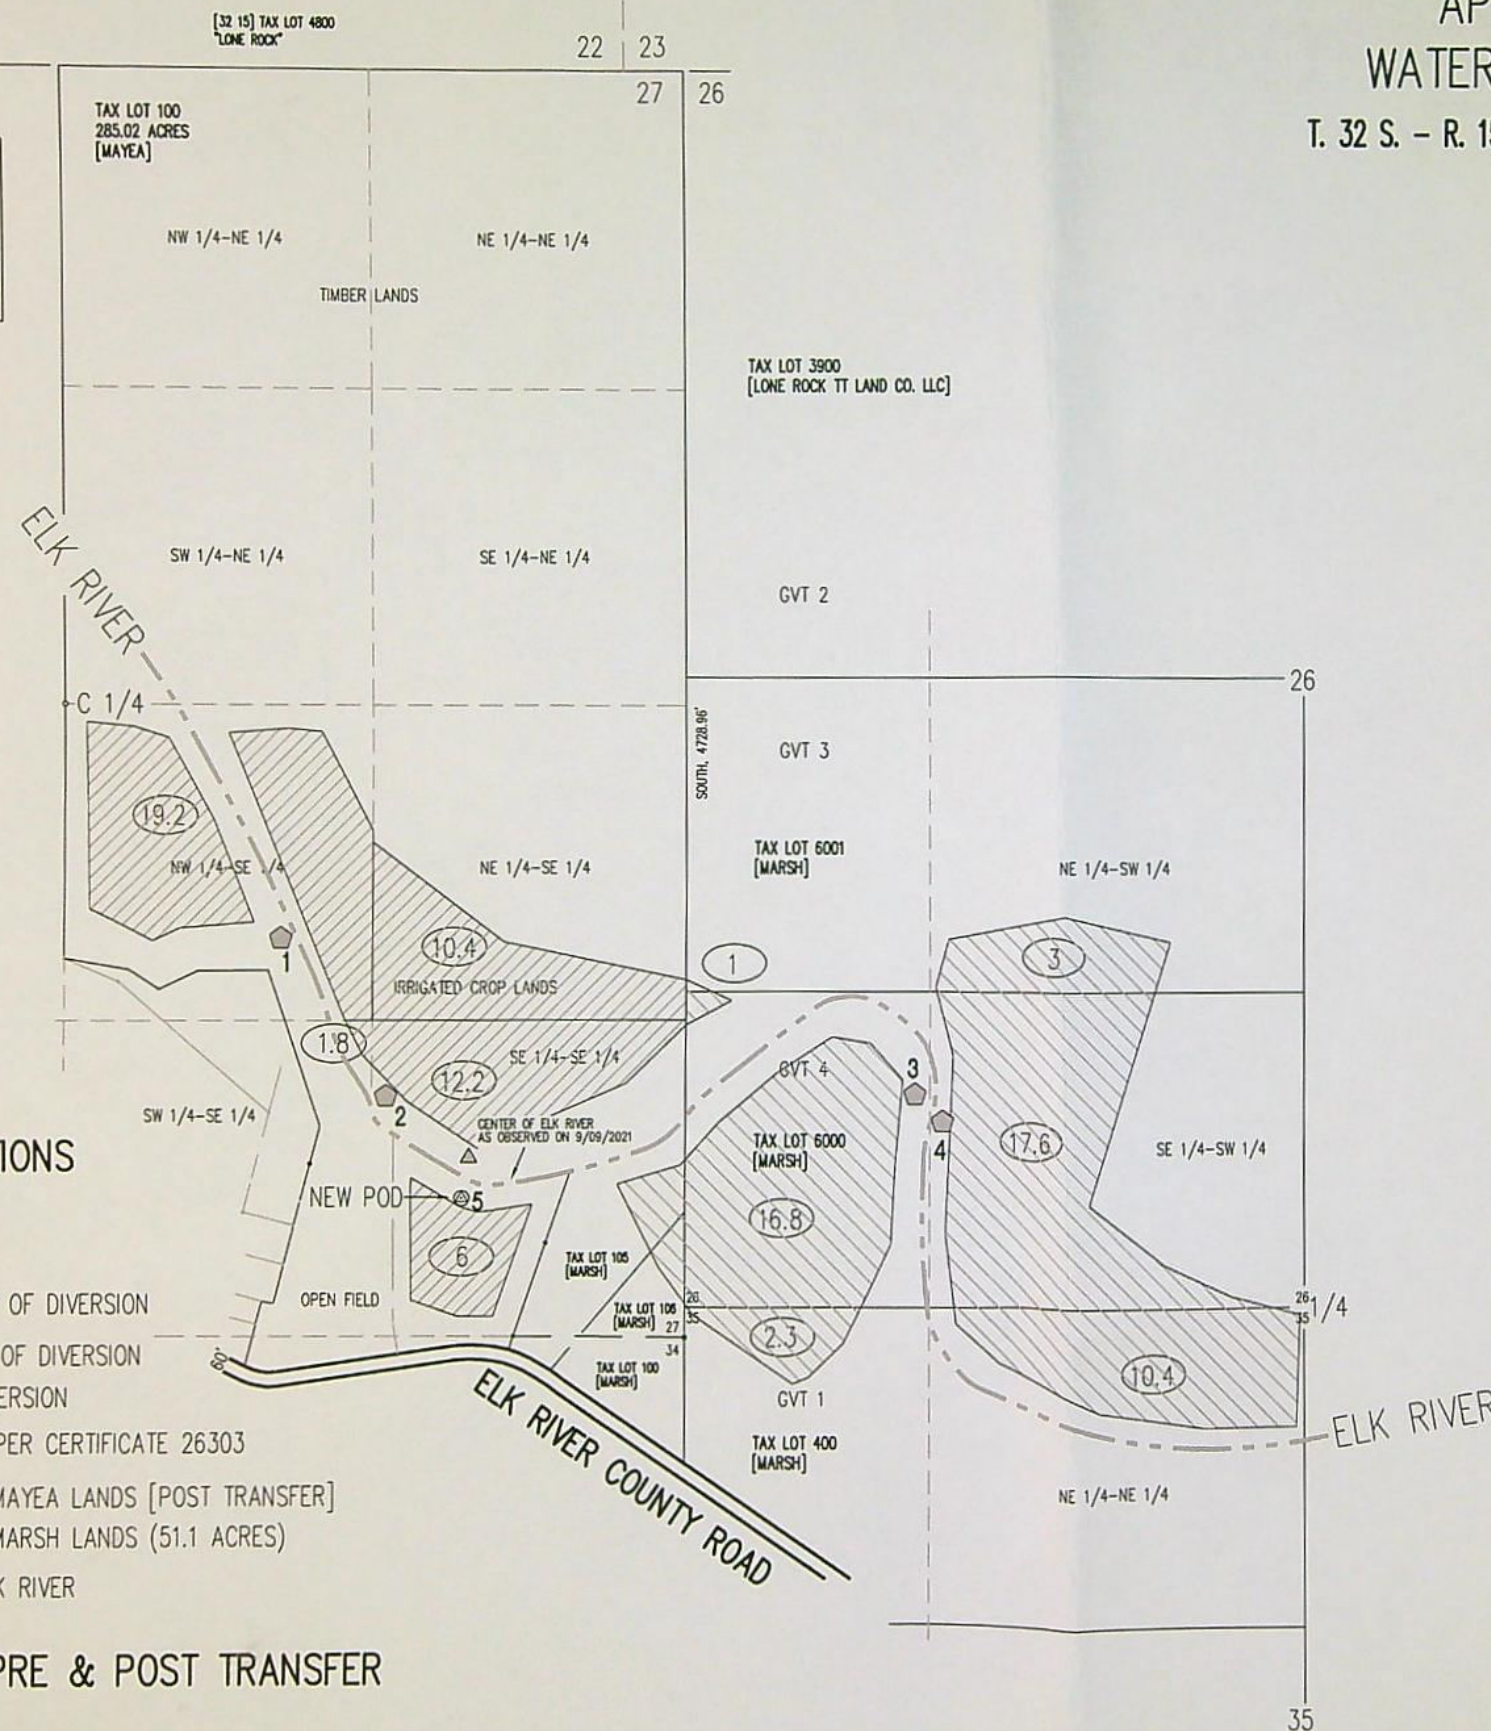 [32 15] TAX LOT 4800
"LONE ROCK"
22
23
27
26
AP
WATER
T. 32 S. - R. 15
TAX LOT 100
285.02 ACRES
[MAYEA]
NW 1/4-NE 1/4
NE 1/4-NE 1/4
TIMBER LANDS
TAX LOT 3900
[LONE ROCK TT LAND CO. LLC]
ELK RIVER
SW 1/4-NE 1/4
SE 1/4-NE 1/4
GVT 2
26
C 1/4
SOUTH, 4728.96'
GVT 3
19.2
NW 1/4-SE 1/4
NE 1/4-SE 1/4
TAX LOT 6001
[MARSH]
NE 1/4-SW 1/4
1
10.4
1
3
IRRIGATED CROP LANDS
1.8
12.2
SE 1/4-SE 1/4
GVT 4
3
2
SW 1/4-SE 1/4
CENTER OF ELK RIVER
AS OBSERVED ON 9/09/2021
TAX LOT 6000
[MARSH]
4
17.6
SE 1/4-SW 1/4
IONS
NEW POD
5
16.8
6
TAX LOT 105
[MARSH]
OF DIVERSION
OPEN FIELD
TAX LOT 106
[MARSH]
26
35
27
34
26
35
1/4
2.3
60'
OF DIVERSION
TAX LOT 100
[MARSH]
10.4
ERSION
GVT 1
ELK RIVER
ELK RIVER COUNTY ROAD
PER CERTIFICATE 26303
TAX LOT 400
[MARSH]
MAYEA LANDS [POST TRANSFER]
NE 1/4-NE 1/4
MARSH LANDS (51.1 ACRES)
K RIVER
PRE & POST TRANSFER
35